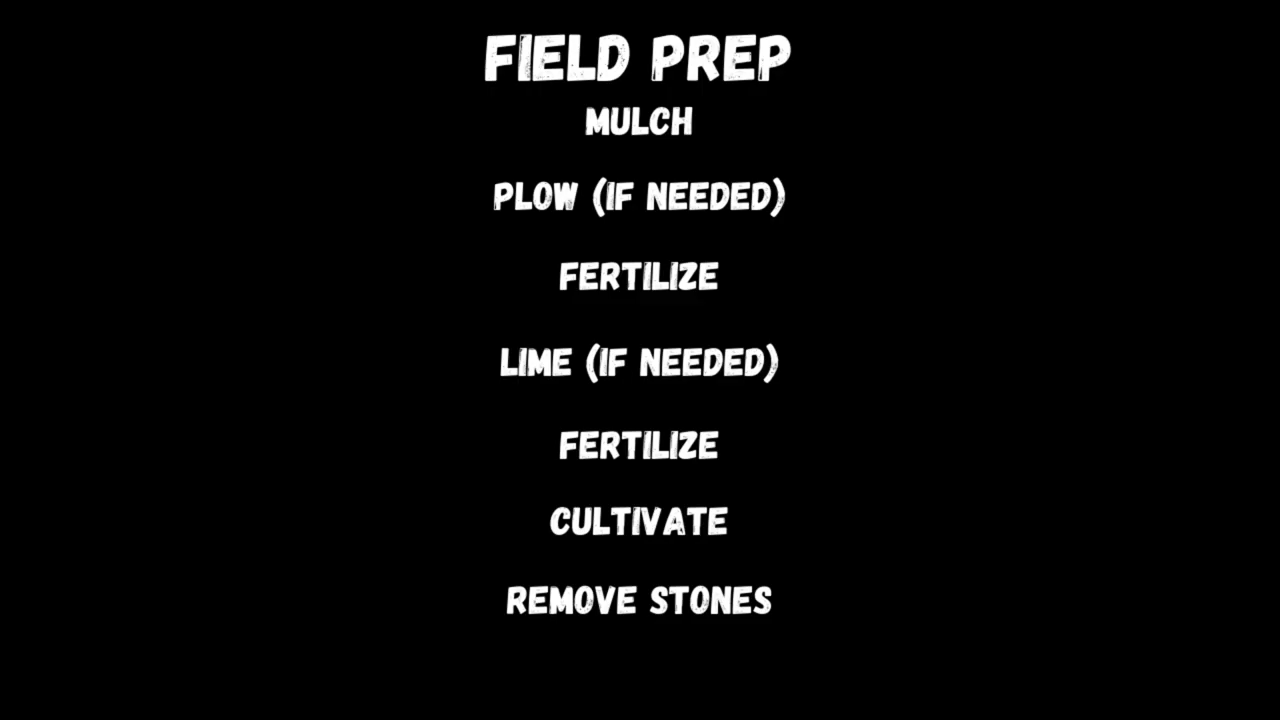 FIELD PREP
MULCH
PLOW (IF NEEDED)
FERTILIZE
LIME (IF NEEDED)
FERTILIZE
CULTIVATE
REMOVE STONES